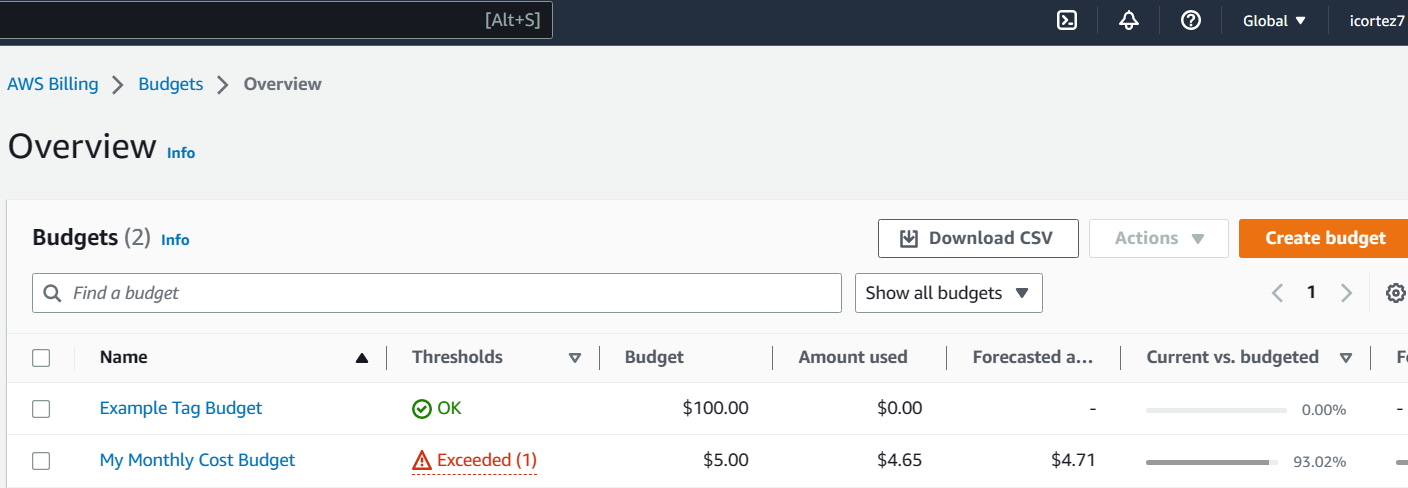 [Alt+S] Global icortez7
AWS Billing Budgets Overview
Overview Info
Budgets (2) Info Download CSV Actions Create budget
Find a budget Show all budgets 1
Name Thresholds Budget Amount used Forecasted a... Current vs. budgeted
Example Tag Budget OK $100.00 $0.00 - 0.00% -
My Monthly Cost Budget Exceeded (1) $5.00 $4.65 $4.71 93.02%